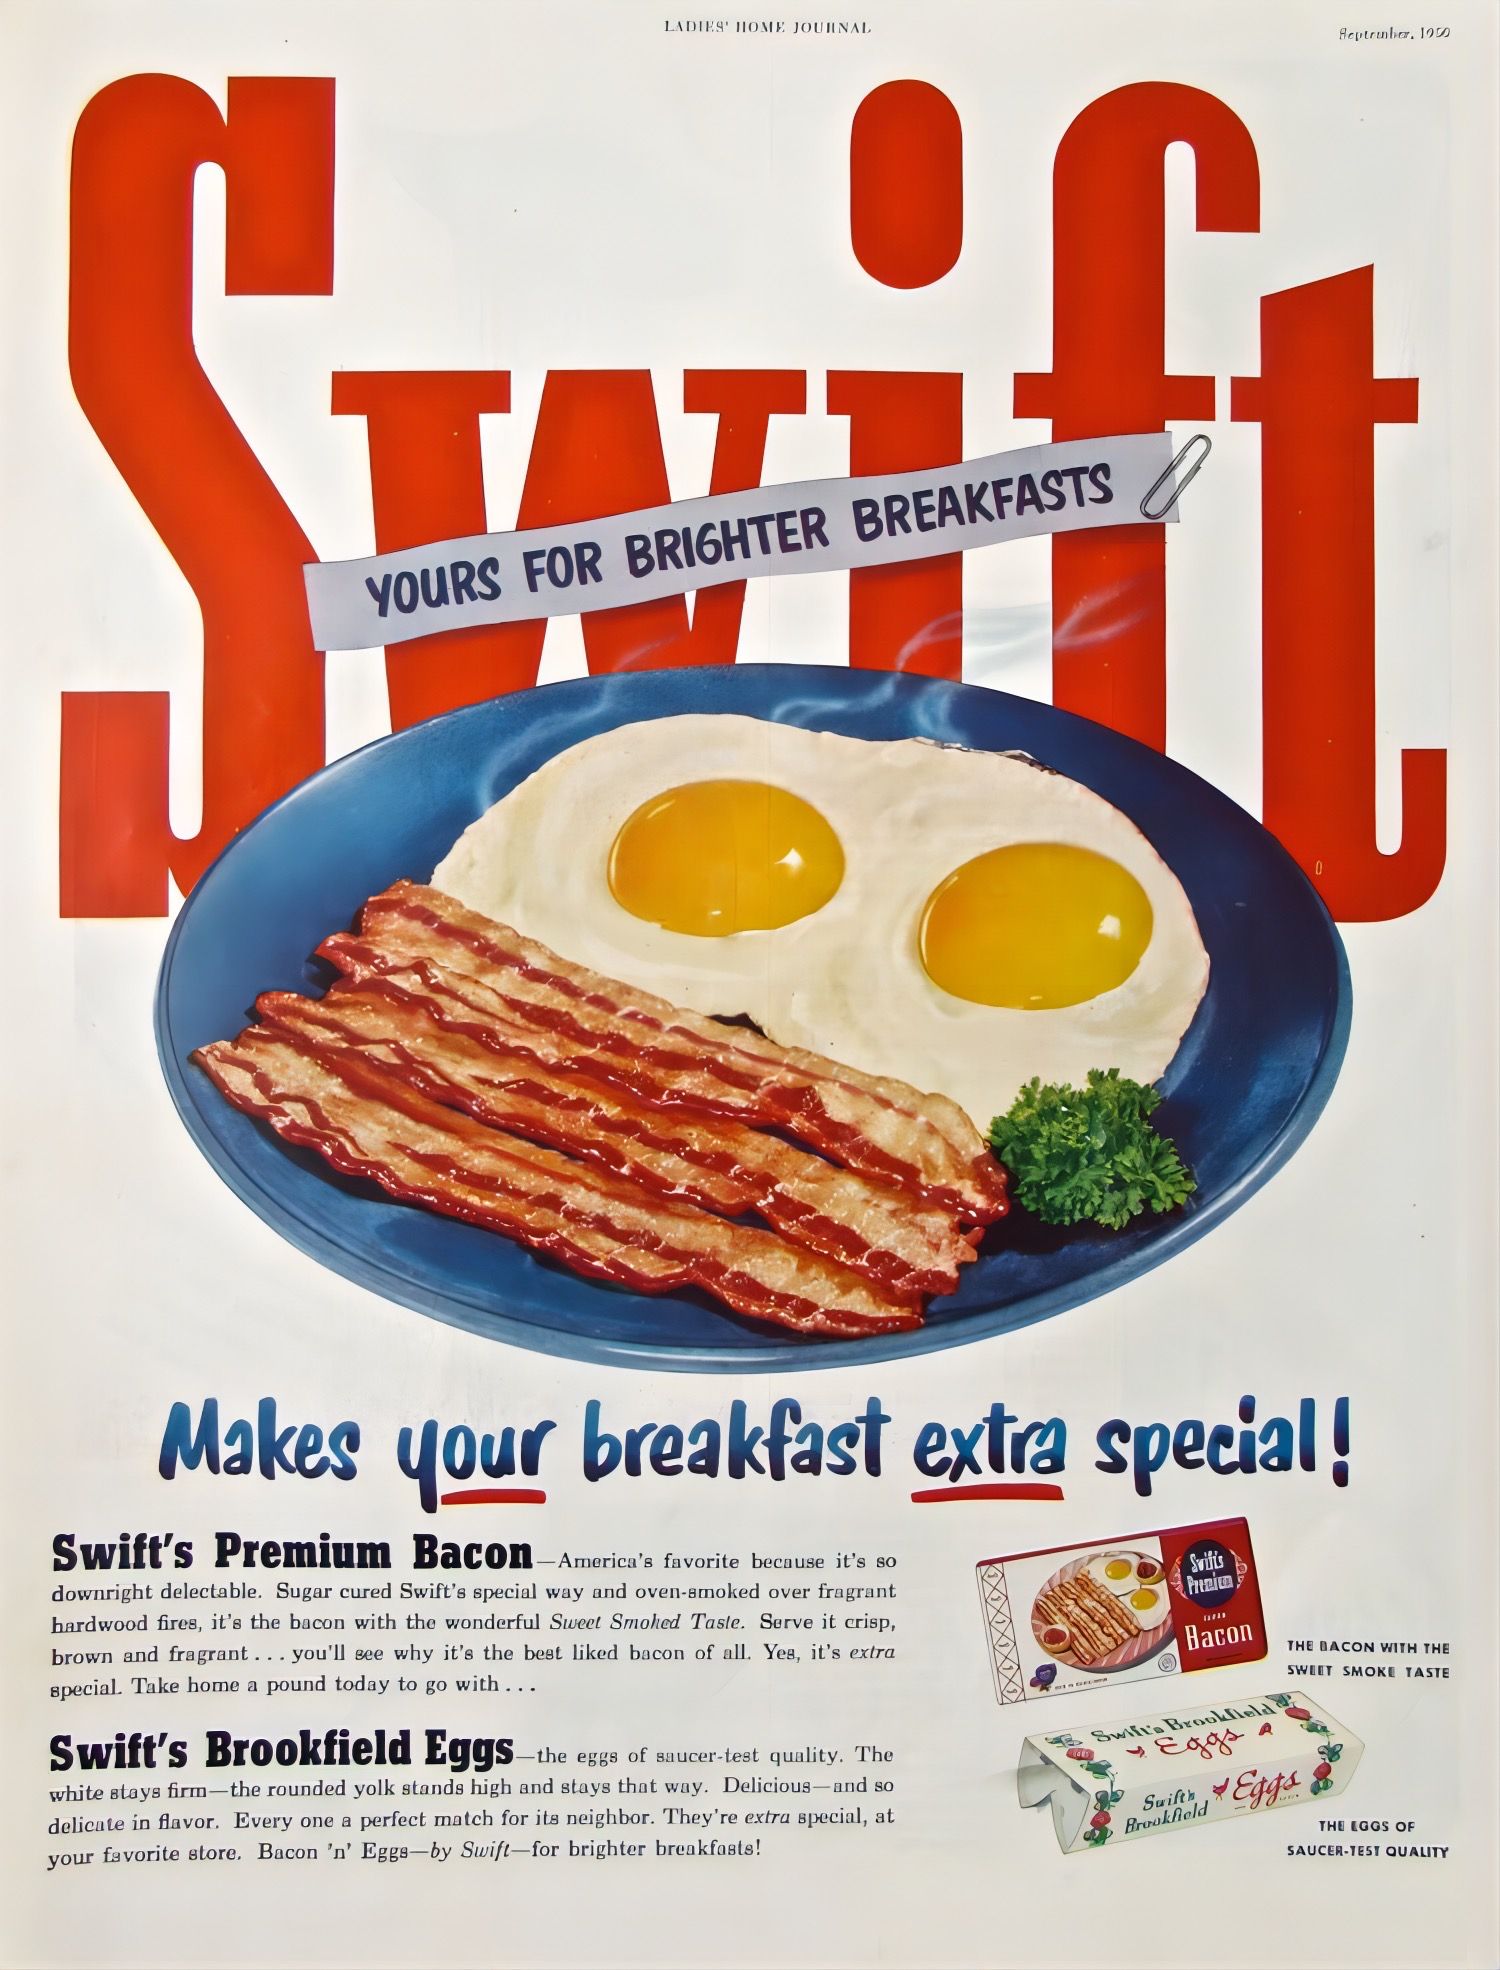 LADIES' HOME JOURNAL
September, 1950
Swift
YOURS FOR BRIGHTER BREAKFASTS
Makes your breakfast extra special!
Swift's Premium Bacon—America's favorite because it's so
downright delectable. Sugar cured Swift's special way and oven-smoked over fragrant
hardwood fires, it's the bacon with the wonderful Sweet Smoked Taste. Serve it crisp,
brown and fragrant . . . you'll see why it's the best liked bacon of all. Yes, it's extra
special. Take home a pound today to go with . . .
Swift's Brookfield Eggs—the eggs of saucer-test quality. The
white stays firm—the rounded yolk stands high and stays that way. Delicious—and so
delicate in flavor. Every one a perfect match for its neighbor. They're extra special, at
your favorite store. Bacon 'n' Eggs—by Swift—for brighter breakfasts!
Swift's
Premium
Bacon
THE BACON WITH THE
SWEET SMOKE TASTE
Swift's Brookfield
Eggs
Swift's
Brookfield
Eggs
THE EGGS OF
SAUCER-TEST QUALITY